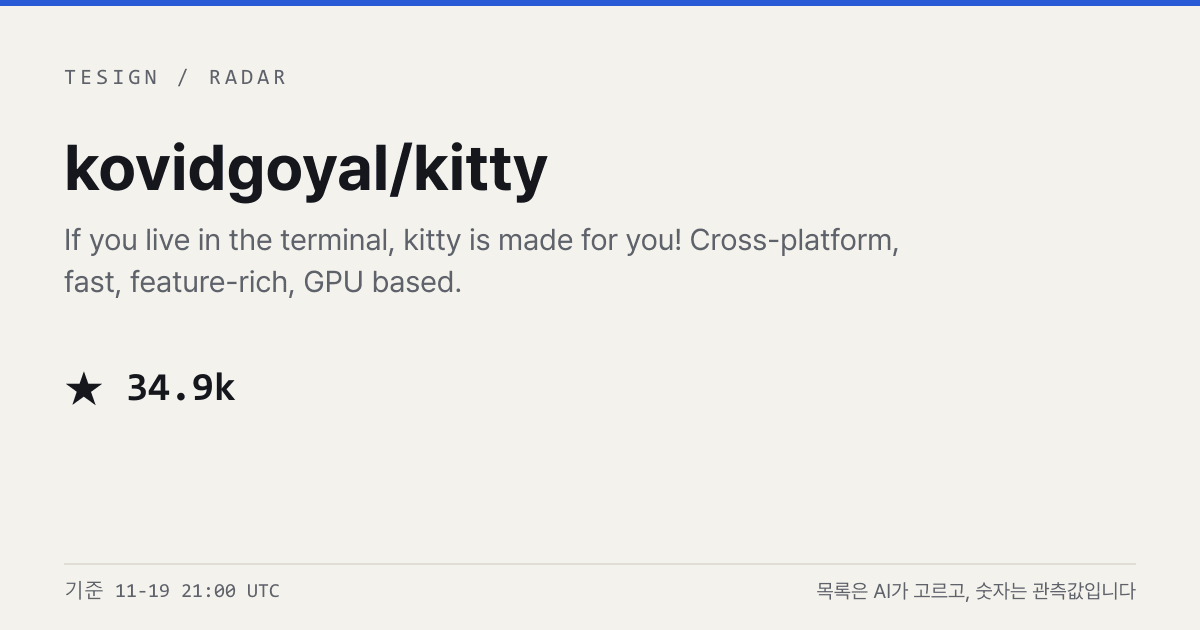 TESIGN / RADAR
kovidgoyal/kitty
If you live in the terminal, kitty is made for you! Cross-platform,
fast, feature-rich, GPU based.
★ 34.9k
기준 11-19 21:00 UTC
목록은 AI가 고르고, 숫자는 관측값입니다